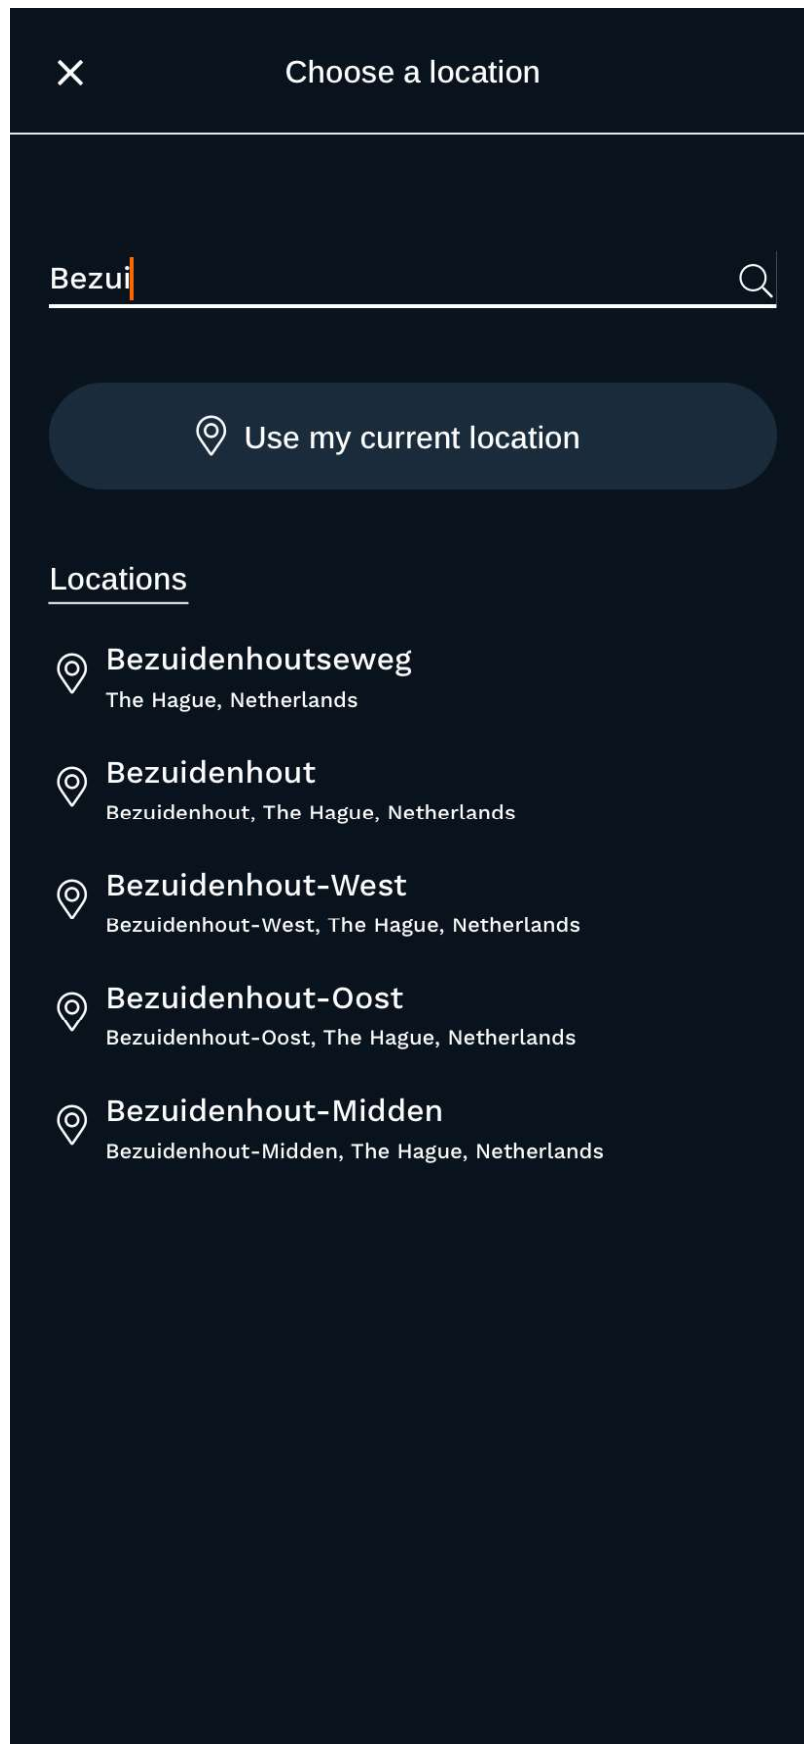 Choose a location
Bezui
Use my current location
Locations
Bezuidenhoutseweg
The Hague, Netherlands
Bezuidenhout
Bezuidenhout, The Hague, Netherlands
Bezuidenhout-West
Bezuidenhout-West, The Hague, Netherlands
Bezuidenhout-Oost
Bezuidenhout-Oost, The Hague, Netherlands
Bezuidenhout-Midden
Bezuidenhout-Midden, The Hague, Netherlands